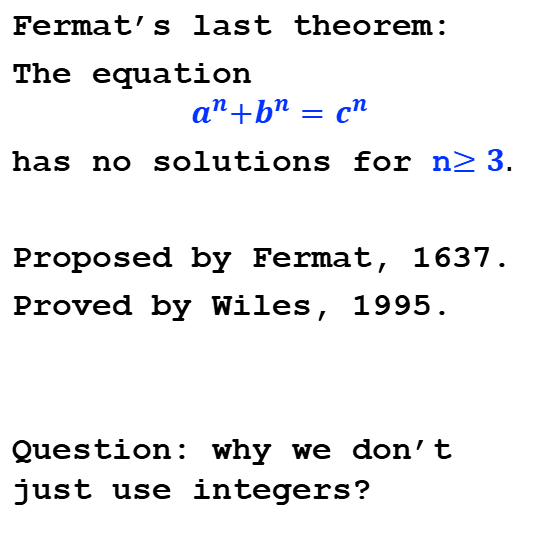 Fermat’s last theorem:
The equation
aⁿ+bⁿ = cⁿ
has no solutions for n≥ 3.
Proposed by Fermat, 1637.
Proved by Wiles, 1995.
Question: why we don’t
just use integers?